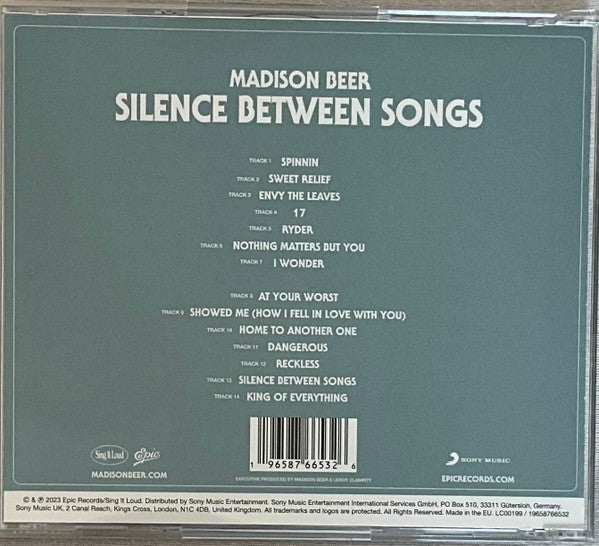 MADISON BEER
SILENCE BETWEEN SONGS
TRACK 1 SPINNIN
TRACK 2 SWEET RELIEF
TRACK 3 ENVY THE LEAVES
TRACK 4 17
TRACK 5 RYDER
TRACK 6 NOTHING MATTERS BUT YOU
TRACK 7 I WONDER
TRACK 8 AT YOUR WORST
TRACK 9 SHOWED ME (HOW I FELL IN LOVE WITH YOU)
TRACK 10 HOME TO ANOTHER ONE
TRACK 11 DANGEROUS
TRACK 12 RECKLESS
TRACK 13 SILENCE BETWEEN SONGS
TRACK 14 KING OF EVERYTHING
1 96587 66532 6
Sing It Loud Epic
SONY MUSIC
MADISONBEER.COM
EXECUTIVE PRODUCED BY MADISON BEER & LEROY CLAMPITT
EPICRECORDS.COM
© & ℗ 2023 Epic Records/Sing It Loud. Distributed by Sony Music Entertainment. Sony Music Entertainment International Services GmbH, PO Box 510, 33311 Gütersloh, Germany.
Sony Music UK, 2 Canal Reach, Kings Cross, London, N1C 4DB, United Kingdom. All trademarks and logos are protected. All Rights Reserved. Made in the EU. LC00199 / 19658766532